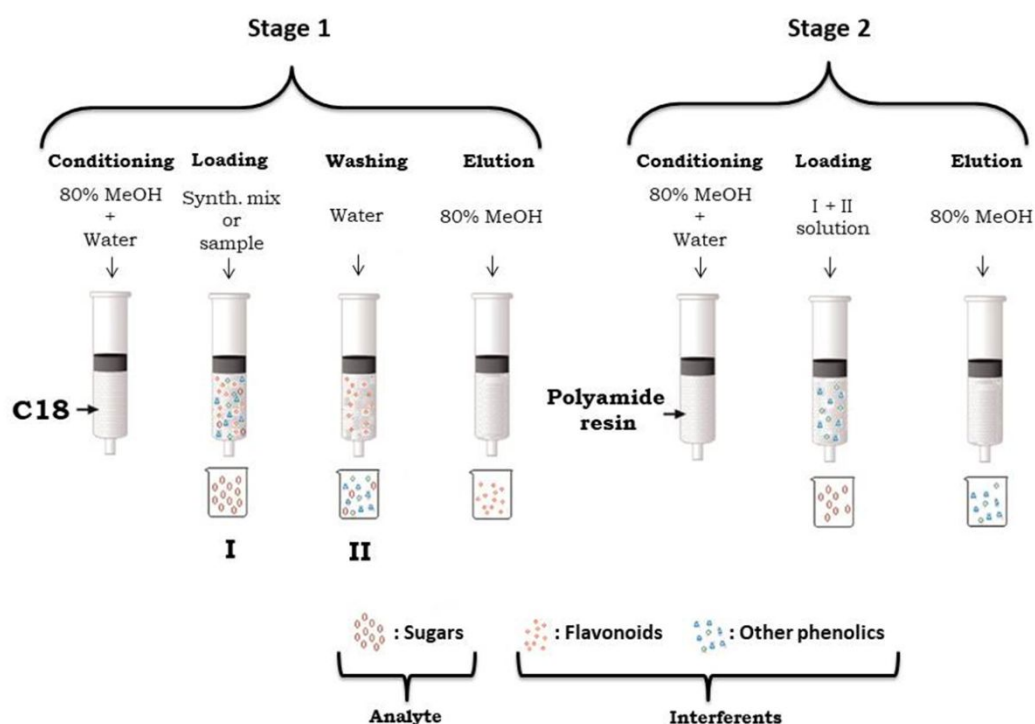 Stage 1
Conditioning
80% MeOH
+
Water
Loading
Synth. mix
or
sample
Washing
Water
Elution
80% MeOH
C18
I
II
Stage 2
Conditioning
80% MeOH
+
Water
Loading
I + II
solution
Elution
80% MeOH
Polyamide
resin
: Sugars
: Flavonoids
: Other phenolics
Analyte
Interferents